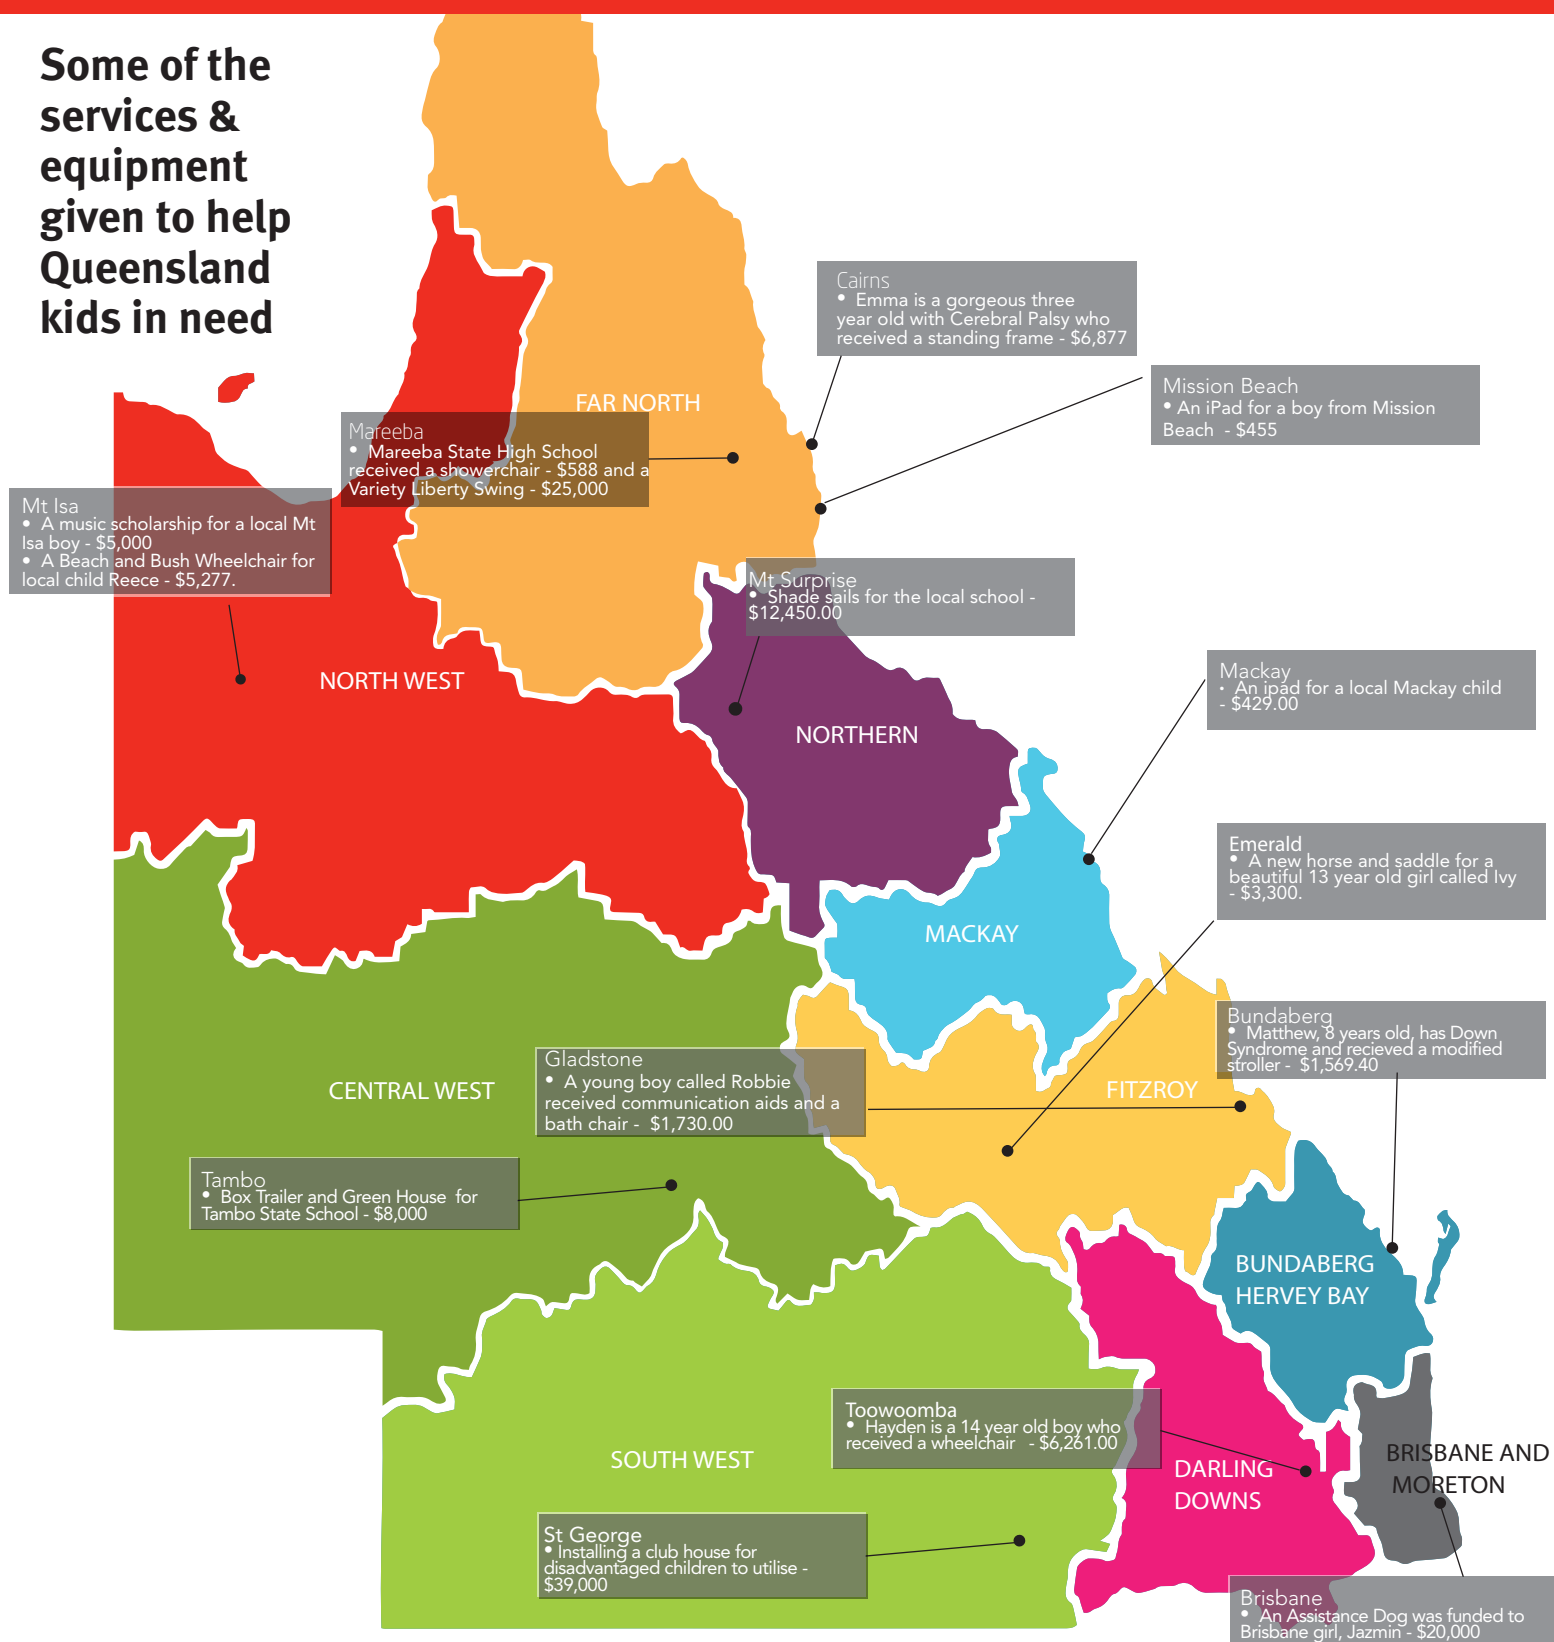 Some of the
services &
equipment
given to help
Queensland
kids in need
Cairns
• Emma is a gorgeous three
year old with Cerebral Palsy who
received a standing frame - $6,877
Mission Beach
• An iPad for a boy from Mission
Beach - $455
FAR NORTH
Mareeba
• Mareeba State High School
received a showerchair - $588 and a
Variety Liberty Swing - $25,000
Mt Isa
• A music scholarship for a local Mt
Isa boy - $5,000
• A Beach and Bush Wheelchair for
local child Reece - $5,277.
Mt Surprise
• Shade sails for the local school -
$12,450.00
NORTH WEST
Mackay
• An ipad for a local Mackay child
- $429.00
NORTHERN
Emerald
• A new horse and saddle for a
beautiful 13 year old girl called Ivy
- $3,300.
MACKAY
Bundaberg
• Matthew, 8 years old, has Down
Syndrome and recieved a modified
stroller - $1,569.40
Gladstone
• A young boy called Robbie
received communication aids and a
bath chair - $1,730.00
CENTRAL WEST
FITZROY
Tambo
• Box Trailer and Green House for
Tambo State School - $8,000
BUNDABERG
HERVEY BAY
Toowoomba
• Hayden is a 14 year old boy who
received a wheelchair - $6,261.00
SOUTH WEST
DARLING
DOWNS
BRISBANE AND
MORETON
St George
• Installing a club house for
disadvantaged children to utilise -
$39,000
Brisbane
• An Assistance Dog was funded to
Brisbane girl, Jazmin - $20,000